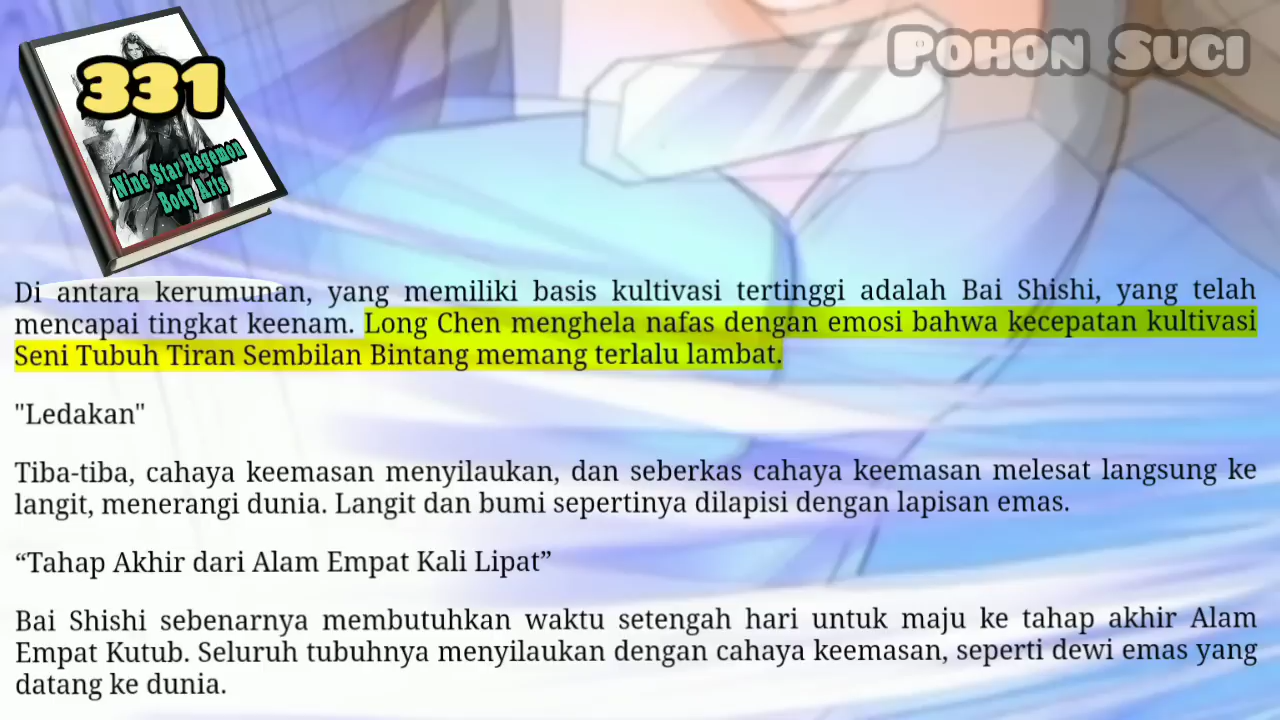 331
Nine Star Hegemon
Body Arts
Pohon Suci
Di antara kerumunan, yang memiliki basis kultivasi tertinggi adalah Bai Shishi, yang telah
mencapai tingkat keenam. Long Chen menghela nafas dengan emosi bahwa kecepatan kultivasi
Seni Tubuh Tiran Sembilan Bintang memang terlalu lambat.
"Ledakan"
Tiba-tiba, cahaya keemasan menyilaukan, dan seberkas cahaya keemasan melesat langsung ke
langit, menerangi dunia. Langit dan bumi sepertinya dilapisi dengan lapisan emas.
“Tahap Akhir dari Alam Empat Kali Lipat”
Bai Shishi sebenarnya membutuhkan waktu setengah hari untuk maju ke tahap akhir Alam
Empat Kutub. Seluruh tubuhnya menyilaukan dengan cahaya keemasan, seperti dewi emas yang
datang ke dunia.